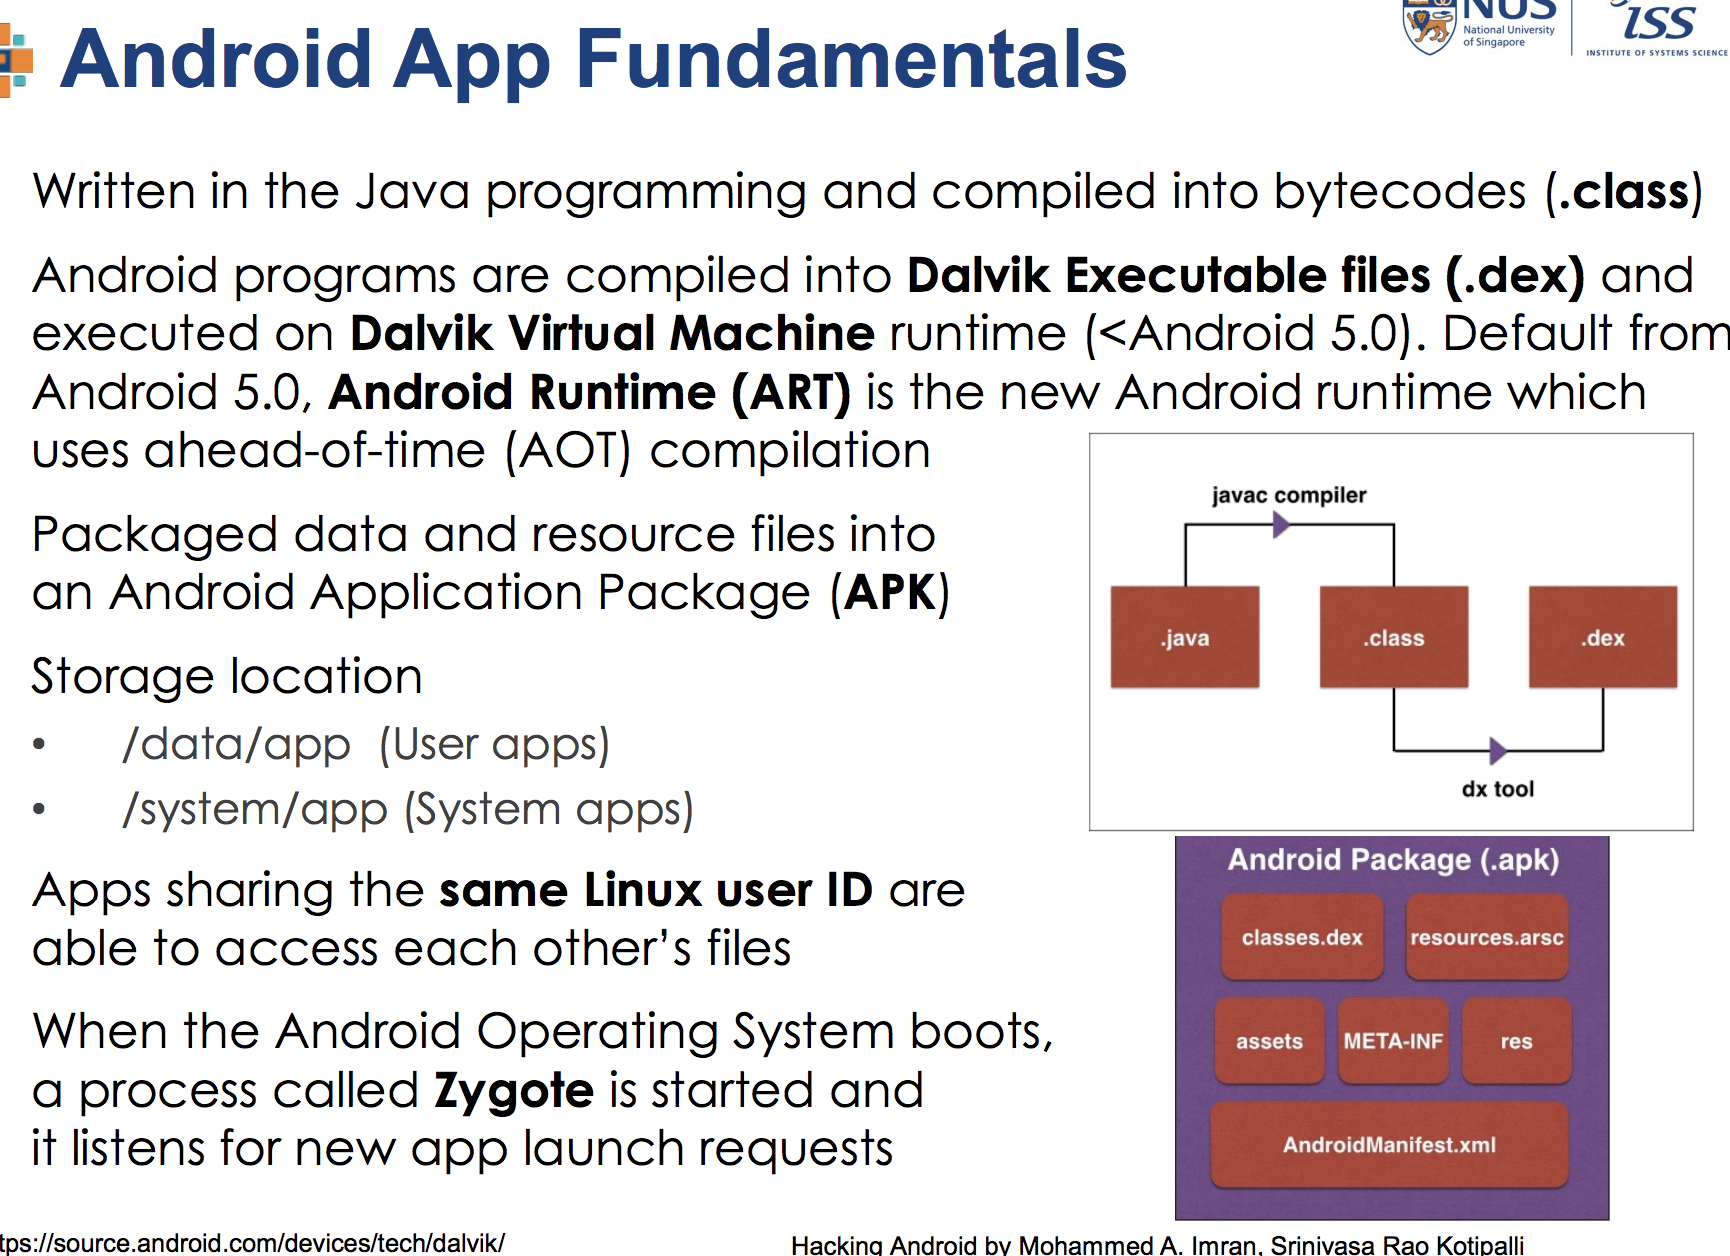 Android App Fundamentals
NUS
National University
of Singapore
iss
INSTITUTE OF SYSTEMS SCIENCE
Written in the Java programming and compiled into bytecodes (.class)
Android programs are compiled into Dalvik Executable files (.dex) and
executed on Dalvik Virtual Machine runtime (<Android 5.0). Default from
Android 5.0, Android Runtime (ART) is the new Android runtime which
uses ahead-of-time (AOT) compilation
Packaged data and resource files into
an Android Application Package (APK)
Storage location
• /data/app (User apps)
• /system/app (System apps)
Apps sharing the same Linux user ID are
able to access each other’s files
When the Android Operating System boots,
a process called Zygote is started and
it listens for new app launch requests
javac compiler
.java .class .dex
dx tool
Android Package (.apk)
classes.dex resources.arsc
assets META-INF res
AndroidManifest.xml
tps://source.android.com/devices/tech/dalvik/
Hacking Android by Mohammed A. Imran, Srinivasa Rao Kotipalli